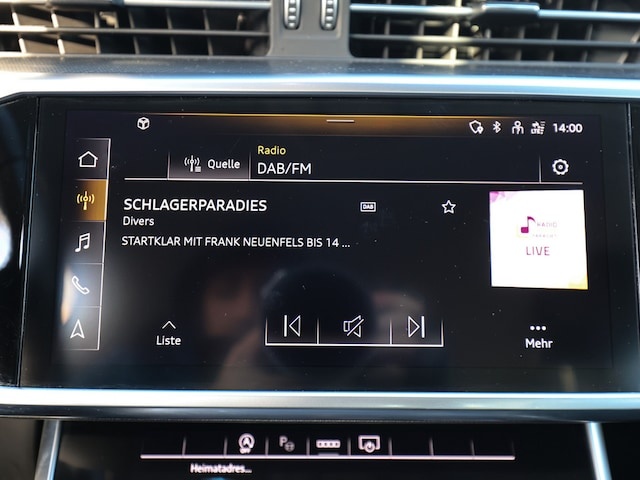 14:00
Radio
Quelle
DAB/FM
SCHLAGERPARADIES
DAB
Divers
STARTKLAR MIT FRANK NEUENFELS BIS 14 ...
RADIO
LIVE
Liste
Mehr
Heimatadres...